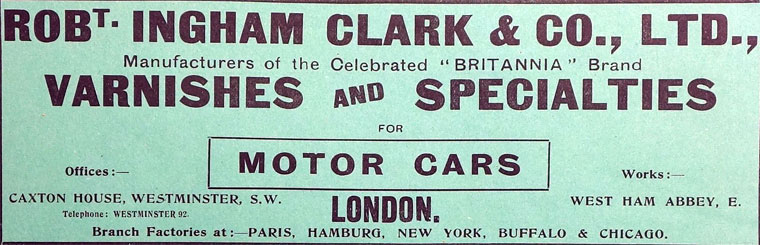 ROBT. INGHAM CLARK & CO., LTD.,
Manufacturers of the Celebrated "BRITANNIA" Brand
VARNISHES AND SPECIALTIES
FOR
MOTOR CARS
Offices:—
CAXTON HOUSE, WESTMINSTER, S.W.
Telephone: WESTMINSTER 92.
LONDON.
Works:—
WEST HAM ABBEY, E.
Branch Factories at:—PARIS, HAMBURG, NEW YORK, BUFFALO & CHICAGO.